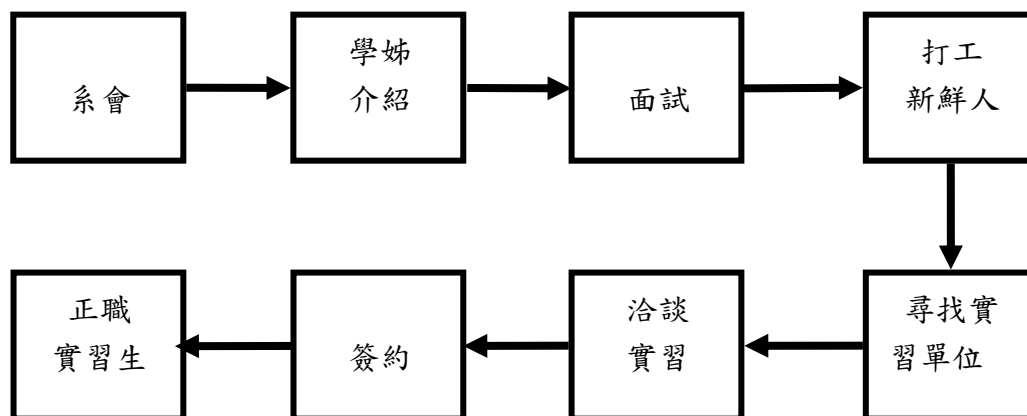 系會
學姊
介紹
面試
打工
新鮮人
尋找實
習單位
洽談
實習
簽約
正職
實習生